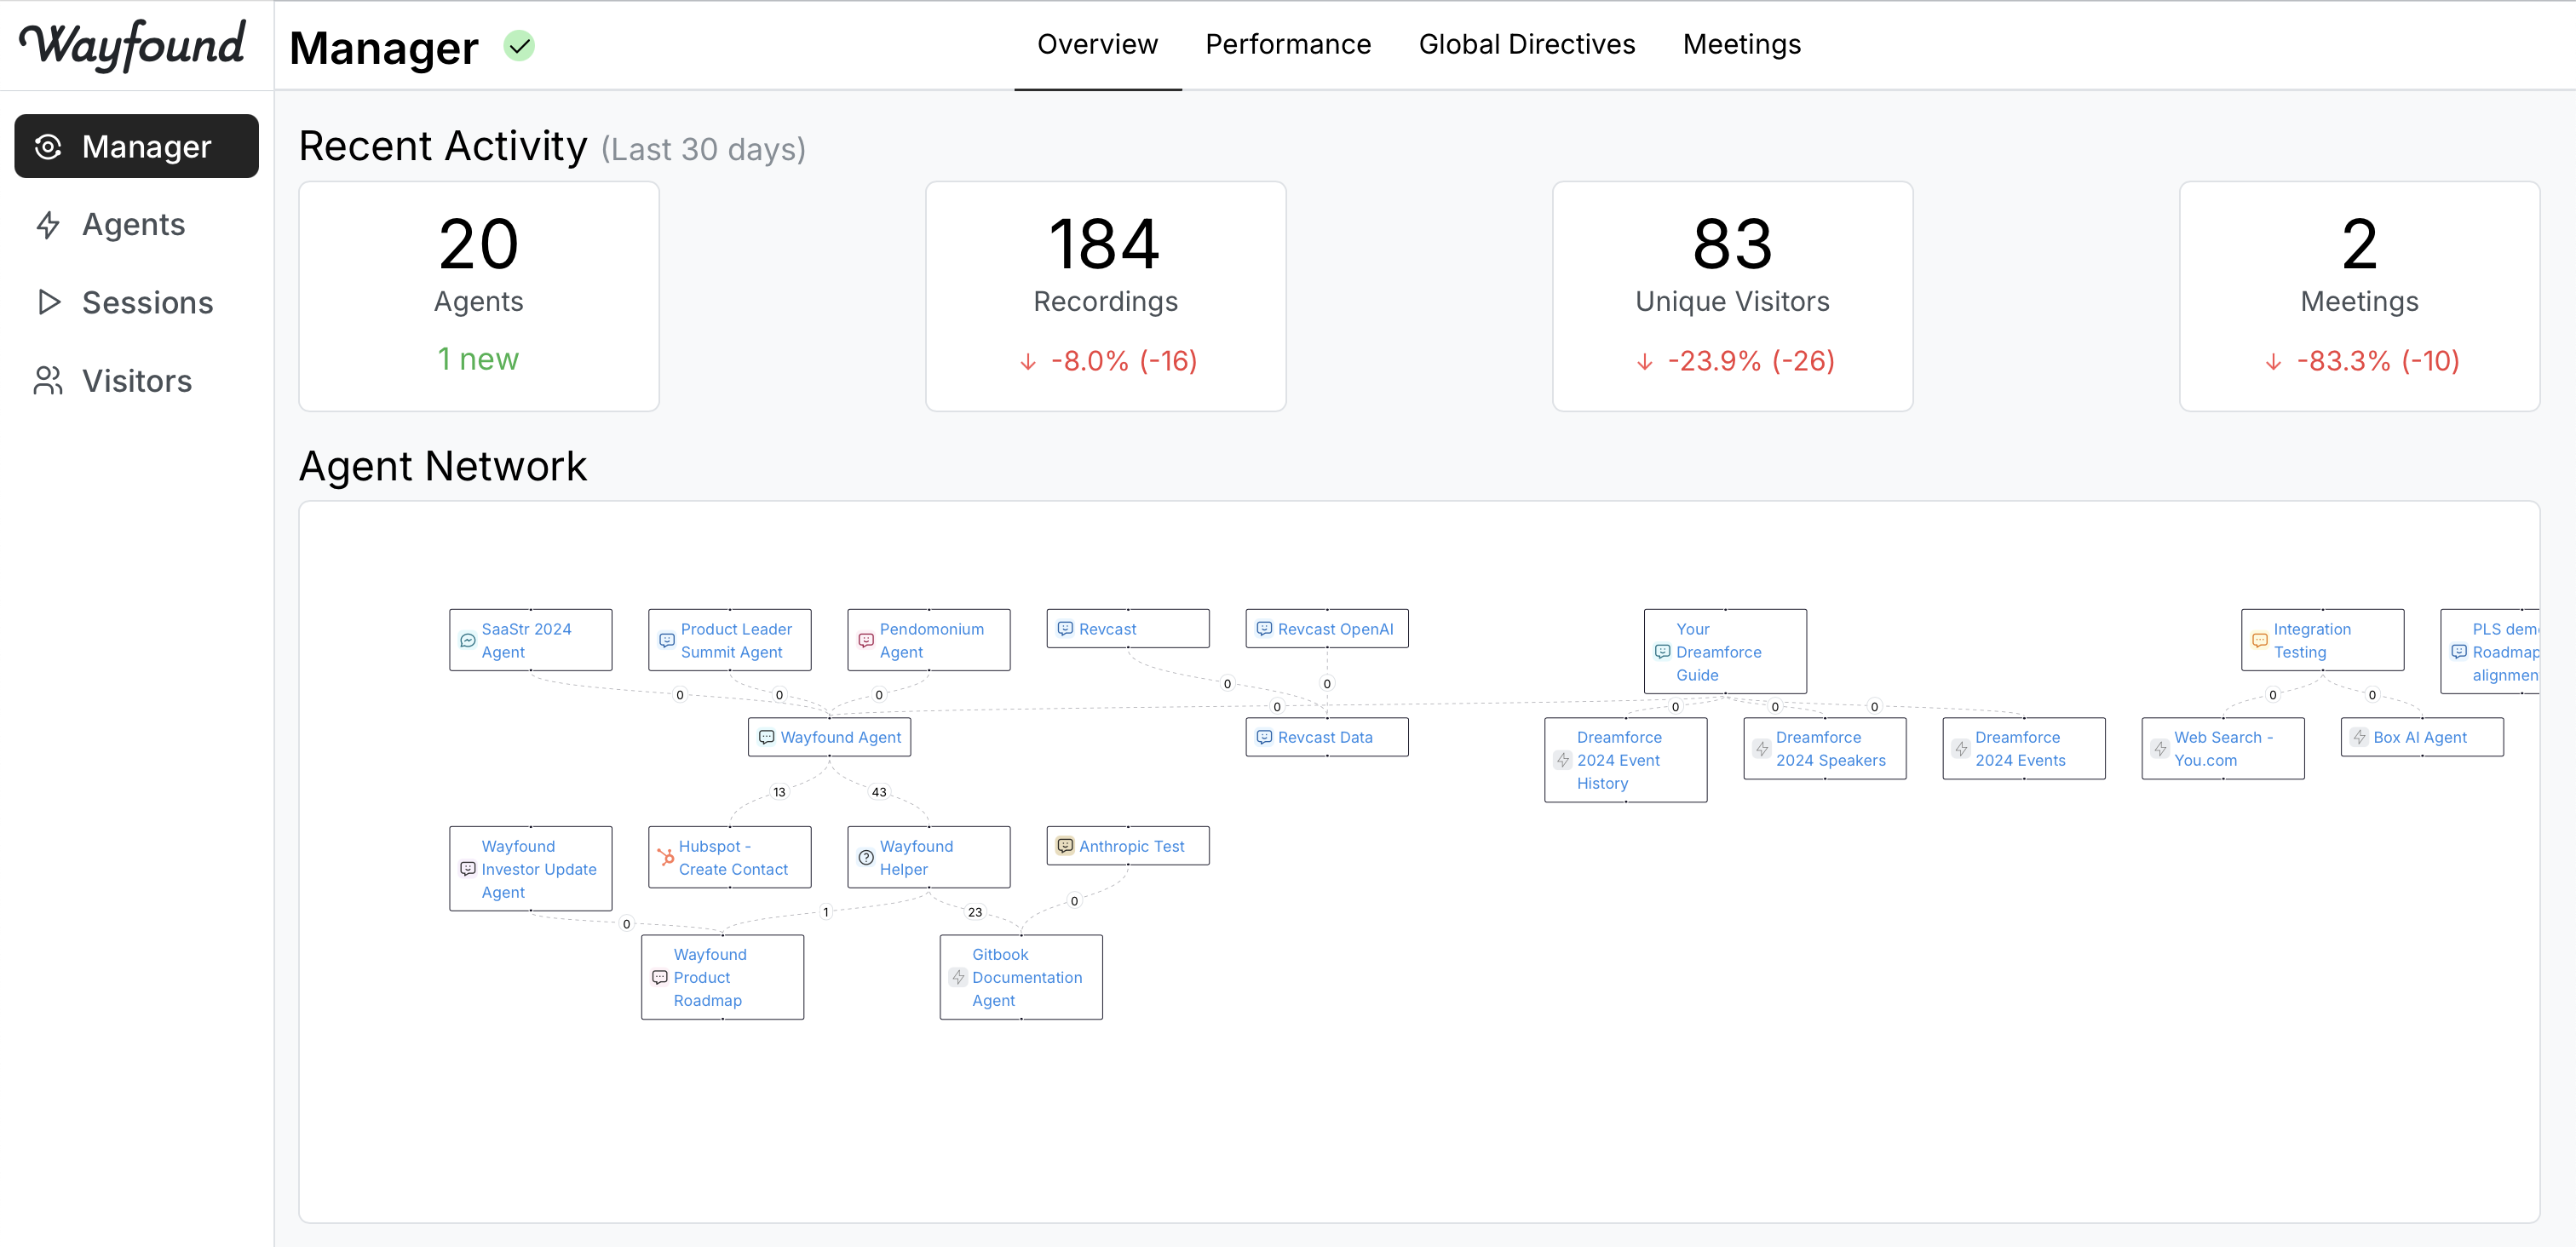 Wayfound
Manager
Overview
Performance
Global Directives
Meetings
Manager
Agents
Sessions
Visitors
Recent Activity (Last 30 days)
20
Agents
1 new
184
Recordings
-8.0% (-16)
83
Unique Visitors
-23.9% (-26)
2
Meetings
-83.3% (-10)
Agent Network
SaaStr 2024
Agent
Product Leader
Summit Agent
Pendomonium
Agent
Revcast
Revcast OpenAI
Your
Dreamforce
Guide
Integration
Testing
PLS dem
Roadmap
alignmen
0
0
0
0
0
0
0
0
0
0
0
Wayfound Agent
Revcast Data
Dreamforce
2024 Event
History
Dreamforce
2024 Speakers
Dreamforce
2024 Events
Web Search -
You.com
Box AI Agent
13
43
Wayfound
Investor Update
Agent
Hubspot -
Create Contact
Wayfound
Helper
Anthropic Test
0
1
23
0
Wayfound
Product
Roadmap
Gitbook
Documentation
Agent